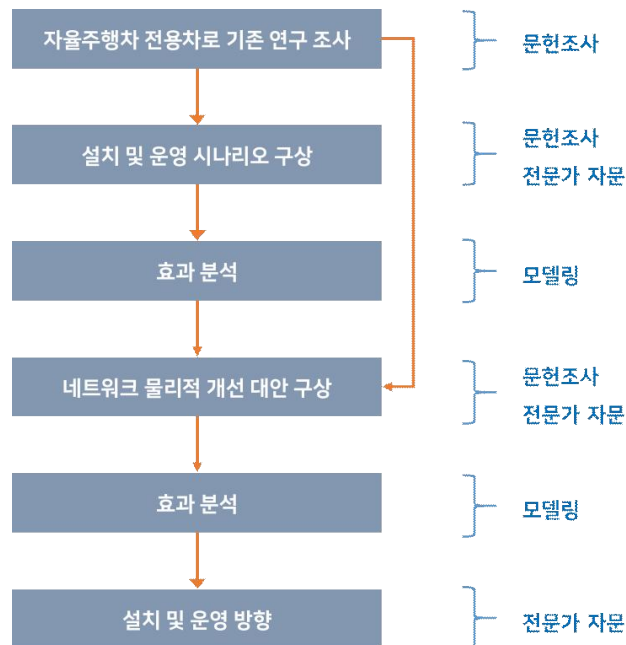 자율주행차 전용차로 기존 연구 조사
문헌조사
설치 및 운영 시나리오 구상
문헌조사
전문가 자문
효과 분석
모델링
네트워크 물리적 개선 대안 구상
문헌조사
전문가 자문
효과 분석
모델링
설치 및 운영 방향
전문가 자문